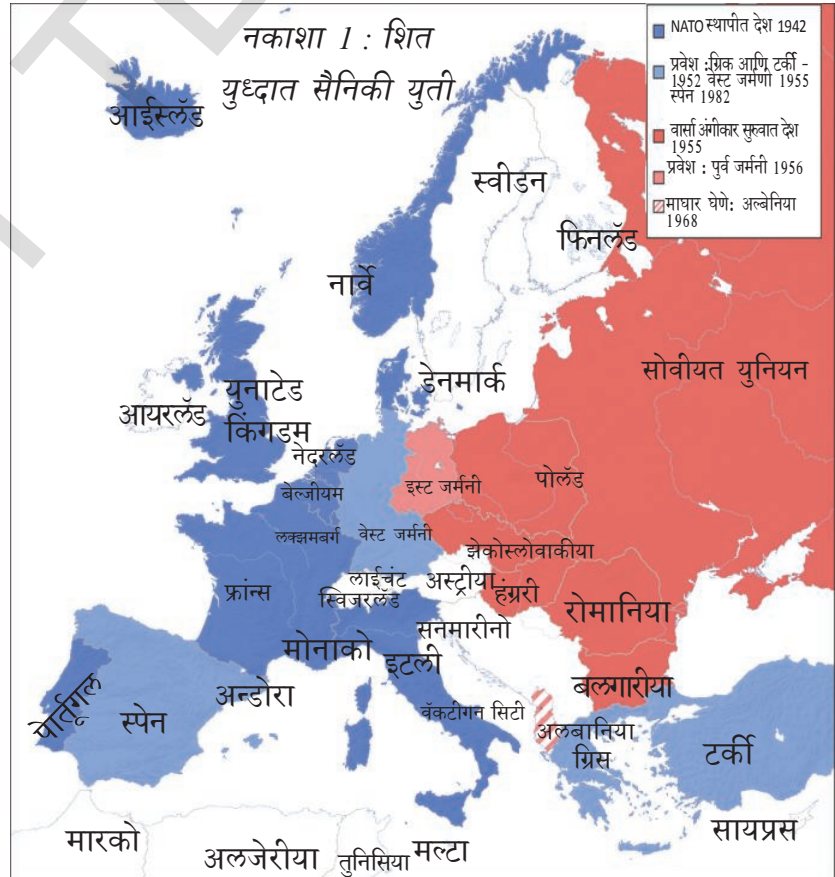 नकाशा 1 : शित
युध्दात सैनिकी युती
NATO स्थापीत देश 1942
प्रवेश :ग्रिक आणि टर्की -
1952 वेस्ट जर्मणी 1955
स्पेन 1982
वार्सा अंगीकार सुरुवात देश
1955
प्रवेश : पुर्व जर्मनी 1956
माघार घेणे: अल्बेनिया
1968
आईस्लॅड
स्वीडन
फिनलॅड
नार्वे
सोवीयत युनियन
डेनमार्क
युनाटेड
किंगडम
आयरलॅड
नेदरलॅड
बेल्जीयम
इस्ट जर्मनी
पोलॅड
लक्झमबर्ग
वेस्ट जर्मनी
झेकोस्लोवाकीया
लाईचंट
अस्ट्रीया
हंग्ररी
फ्रांन्स
स्विजरलॅड
रोमानिया
सनमारीनो
मोनाको
इटली
बलगारीया
पोर्तूगल
स्पेन
अन्डोरा
वॅकटीगन सिटी
अलबानिया
ग्रिस
टर्की
सायप्रस
मारको
अलजेरीया
तुनिसिया
मल्टा